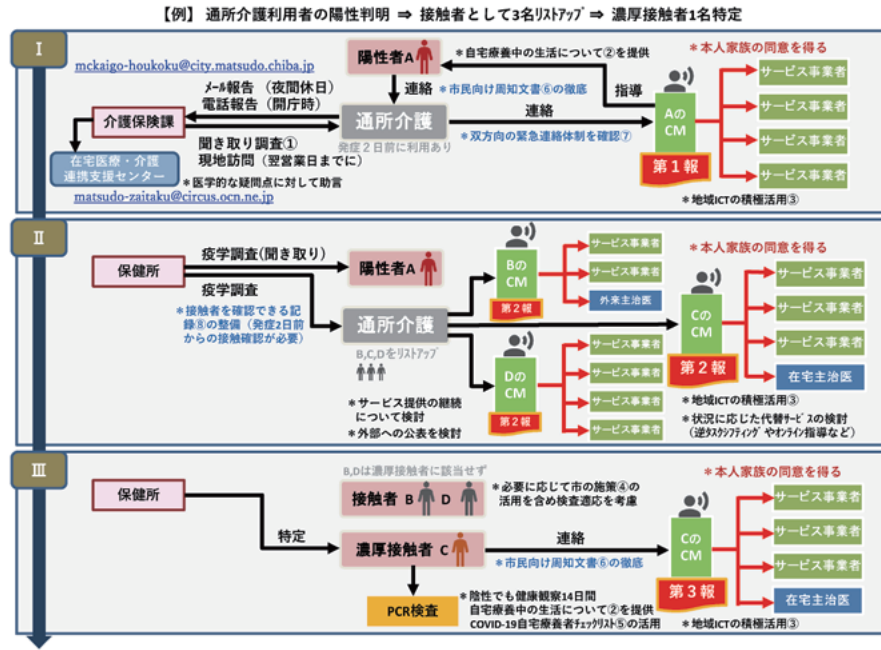 【例】 通所介護利用者の陽性判明 ⇒ 接触者として3名リストアップ ⇒ 濃厚接触者1名特定
Ⅰ
mckaigo-houkoku@city.matsudo.chiba.jp
陽性者A
＊自宅療養中の生活について②を提供
＊本人家族の同意を得る
メール報告（夜間休日）
電話報告（開庁時）
連絡
＊市民向け周知文書⑥の徹底
指導
介護保険課
通所介護
連絡
AのCM
サービス事業者
サービス事業者
サービス事業者
サービス事業者
聞き取り調査①
現地訪問（翌営業日までに）
発症２日前に利用あり
＊双方向の緊急連絡体制を確認⑦
第１報
在宅医療・介護
連携支援センター
＊医学的な疑問点に対して助言
matsudo-zaitaku@circus.ocn.ne.jp
＊地域ICTの積極活用③
Ⅱ
保健所
疫学調査(聞き取り)
陽性者A
疫学調査
BのCM
第２報
サービス事業者
サービス事業者
外来主治医
＊本人家族の同意を得る
＊接触者を確認できる記
録⑧の整備（発症2日前
からの接触確認が必要）
通所介護
B,C,Dをリストアップ
CのCM
第２報
サービス事業者
サービス事業者
サービス事業者
在宅主治医
DのCM
第２報
サービス事業者
サービス事業者
サービス事業者
サービス事業者
＊サービス提供の継続
について検討
＊外部への公表を検討
＊地域ICTの積極活用③
＊状況に応じた代替サービスの検討
（逆タスクシフティングやオンライン指導など）
Ⅲ
保健所
B,Dは濃厚接触者に該当せず
接触者 B D
＊必要に応じて市の施策④の
活用を含め検査適応を考慮
＊本人家族の同意を得る
特定
濃厚接触者 C
連絡
＊市民向け周知文書⑥の徹底
CのCM
第３報
サービス事業者
サービス事業者
サービス事業者
在宅主治医
PCR検査
＊陰性でも健康観察14日間
自宅療養中の生活について②を提供
COVID-19自宅療養者チェックリスト⑤の活用
＊地域ICTの積極活用③